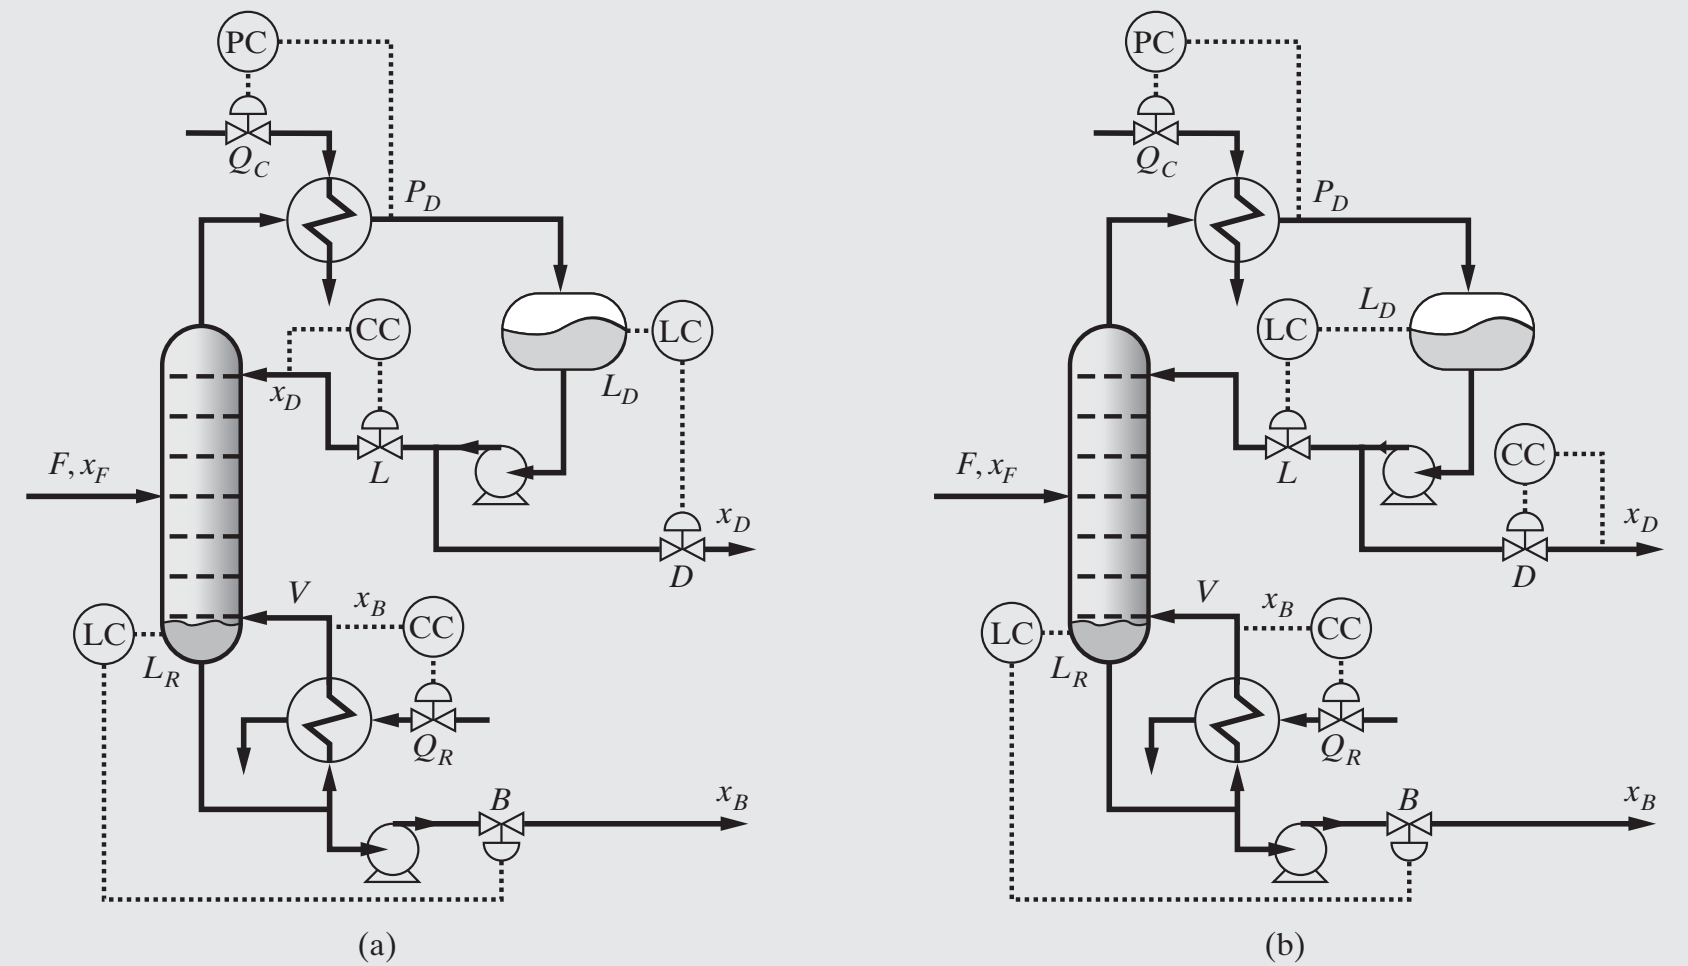 PC
Q_C
P_D
CC
LC
x_D
L_D
F, x_F
L
x_D
D
V
x_B
CC
LC
L_R
Q_R
B
x_B
(a)
PC
Q_C
P_D
L_D
LC
F, x_F
L
CC
x_D
D
V
x_B
CC
LC
L_R
Q_R
B
x_B
(b)